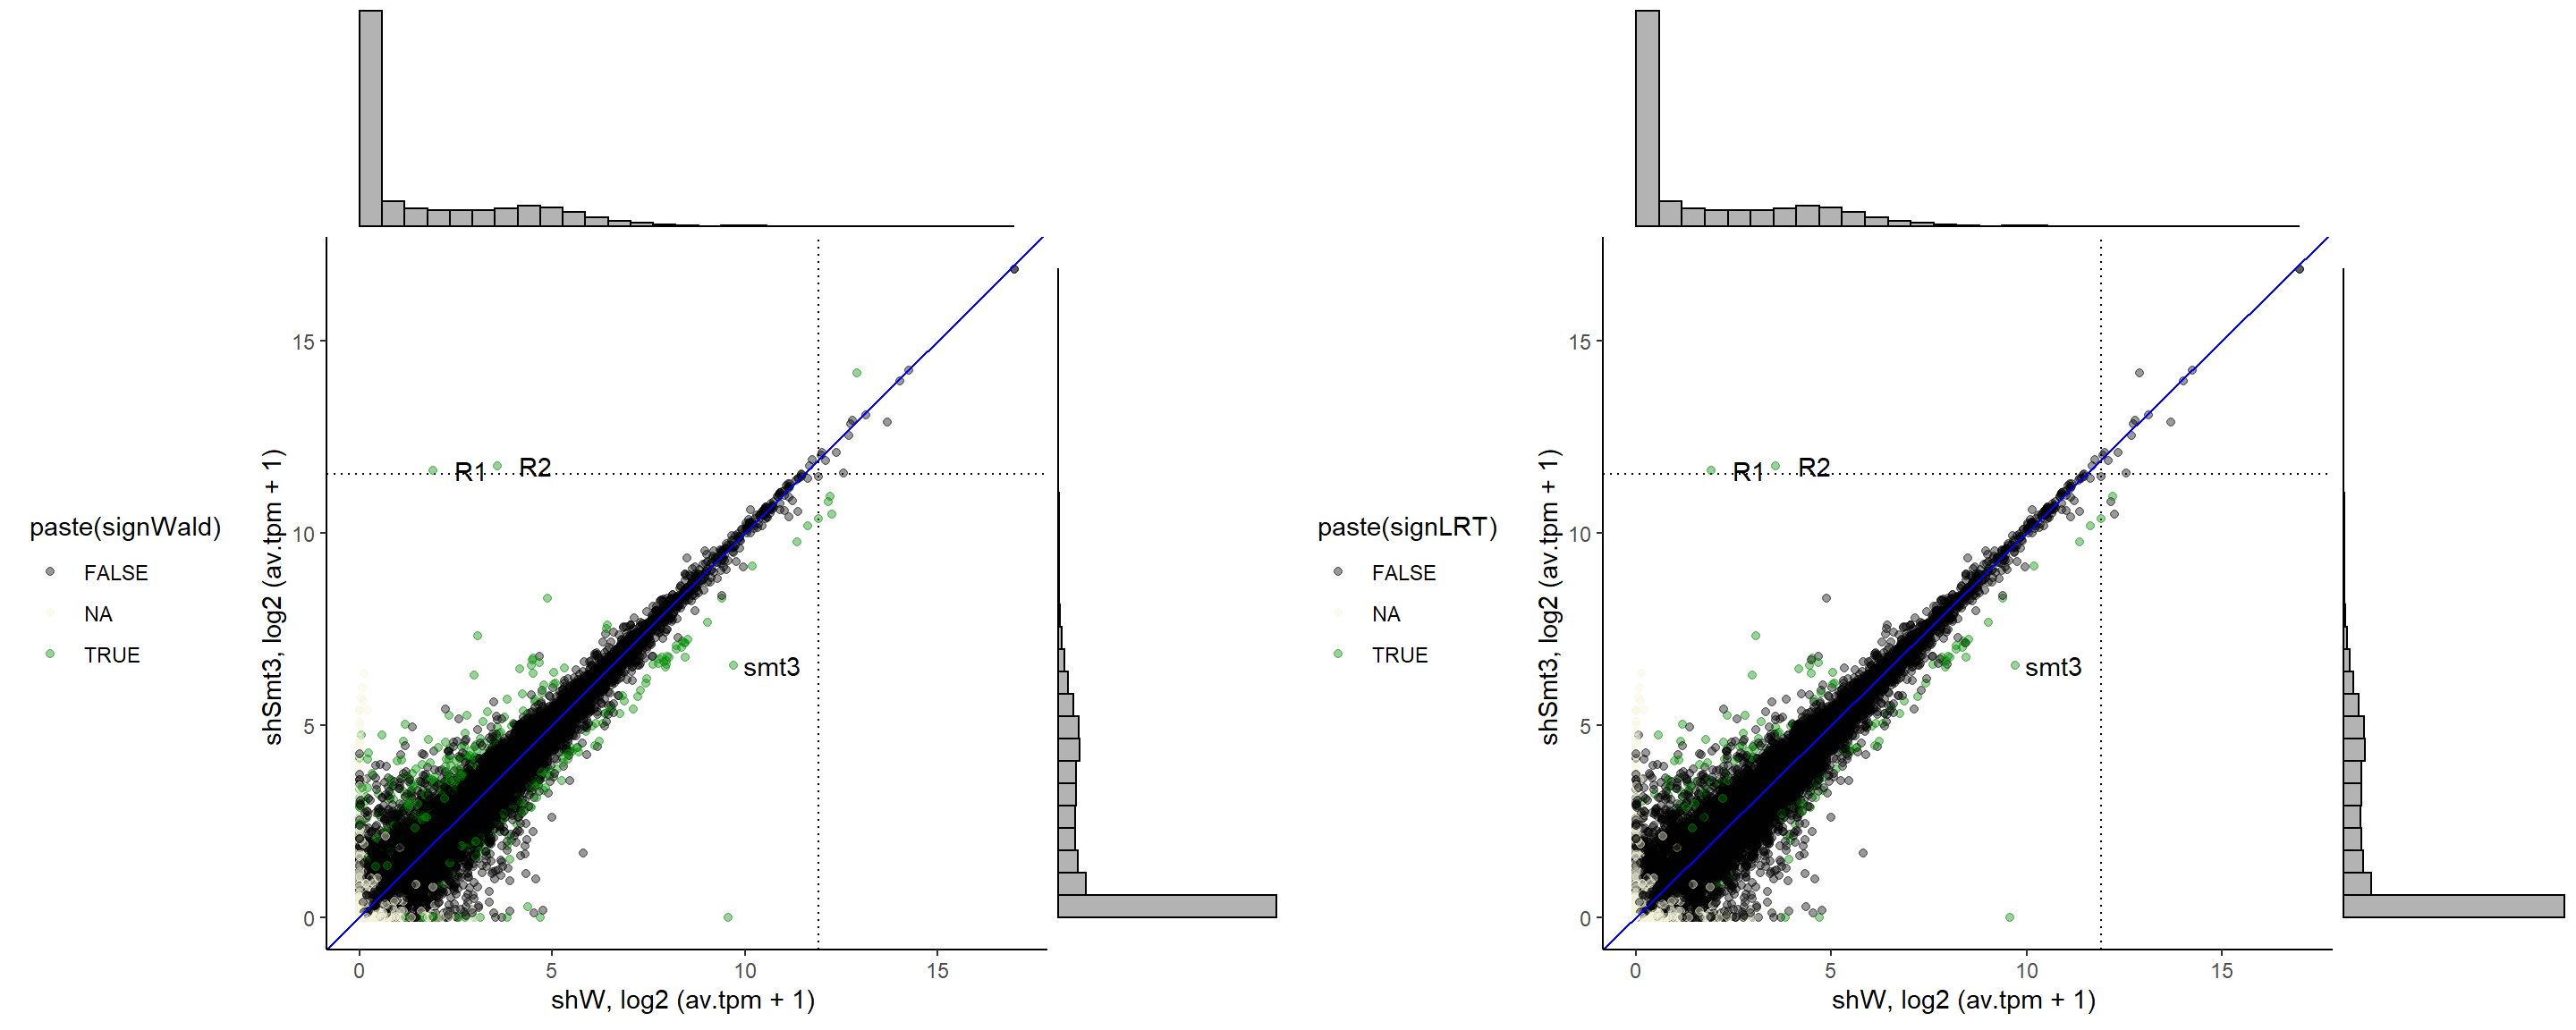 paste(signWald)
FALSE
NA
TRUE
shSmt3, log2 (av.tpm + 1)
15
10
5
0
R1
R2
smt3
0
5
10
15
shW, log2 (av.tpm + 1)
paste(signLRT)
FALSE
NA
TRUE
shSmt3, log2 (av.tpm + 1)
15
10
5
0
R1
R2
smt3
0
5
10
15
shW, log2 (av.tpm + 1)